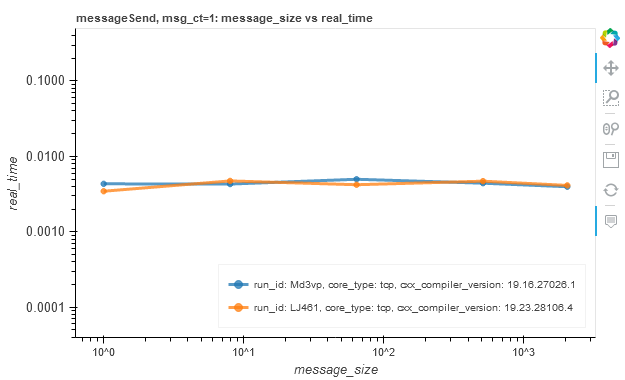 messageSend, msg_ct=1: message_size vs real_time
0.1000
0.0100
0.0010
0.0001
real_time
run_id: Md3vp, core_type: tcp, cxx_compiler_version: 19.16.27026.1
run_id: LJ461, core_type: tcp, cxx_compiler_version: 19.23.28106.4
10^0
10^1
10^2
10^3
message_size